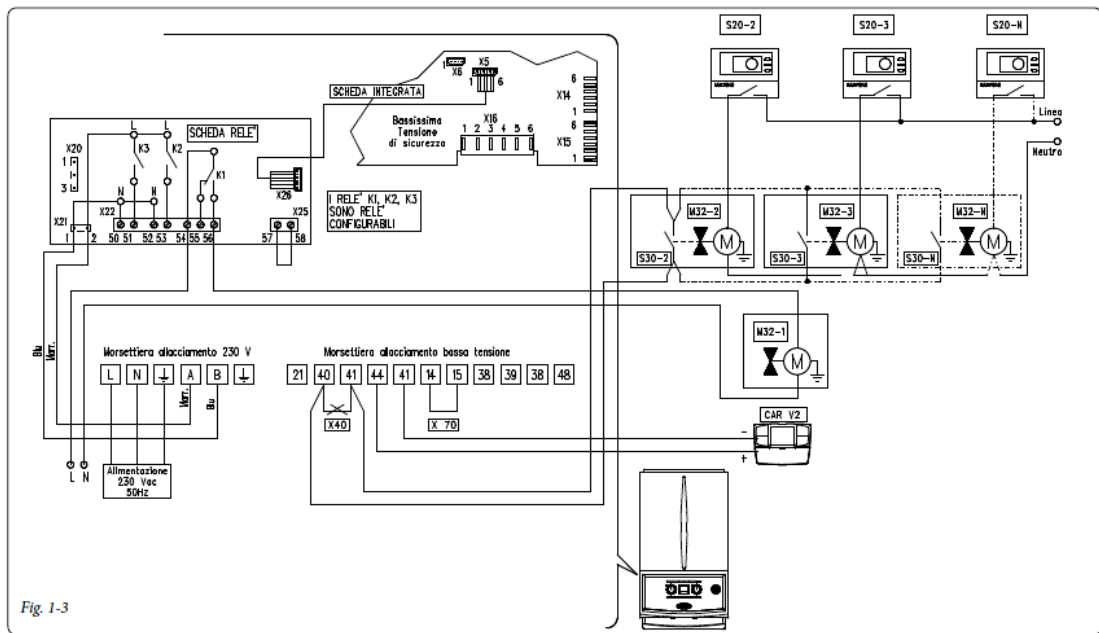 S20-2 S20-3 S20-N
1 X6 X5 1 6
SCHEDA INTEGRATA
6 X14 1
6 X15 1
Bassissima
Tensione
di sicurezza
X16
1 2 3 4 5 6
Linea
Neutro
SCHEDA RELE'
L L
X20
1
3
K3 K2 K1
X26
N N
X22 X25
X21
1 2 50 51 52 53 54 55 56 57 58
I RELE' K1, K2, K3
SONO RELE'
CONFIGURABILI
M32-2 M32-3 M32-N
M M M
S30-2 S30-3 S30-N
M32-1
M
Blu
Marr.
Morsettiera allacciamento 230 V
L N A B
Marr.
Blu
L N
Alimentazione
230 Vac
50Hz
Morsettiera allacciamento bassa tensione
21 40 41 44 41 14 15 38 39 38 48
X40 X 70
CAR V2
-
+
Fig. 1-3